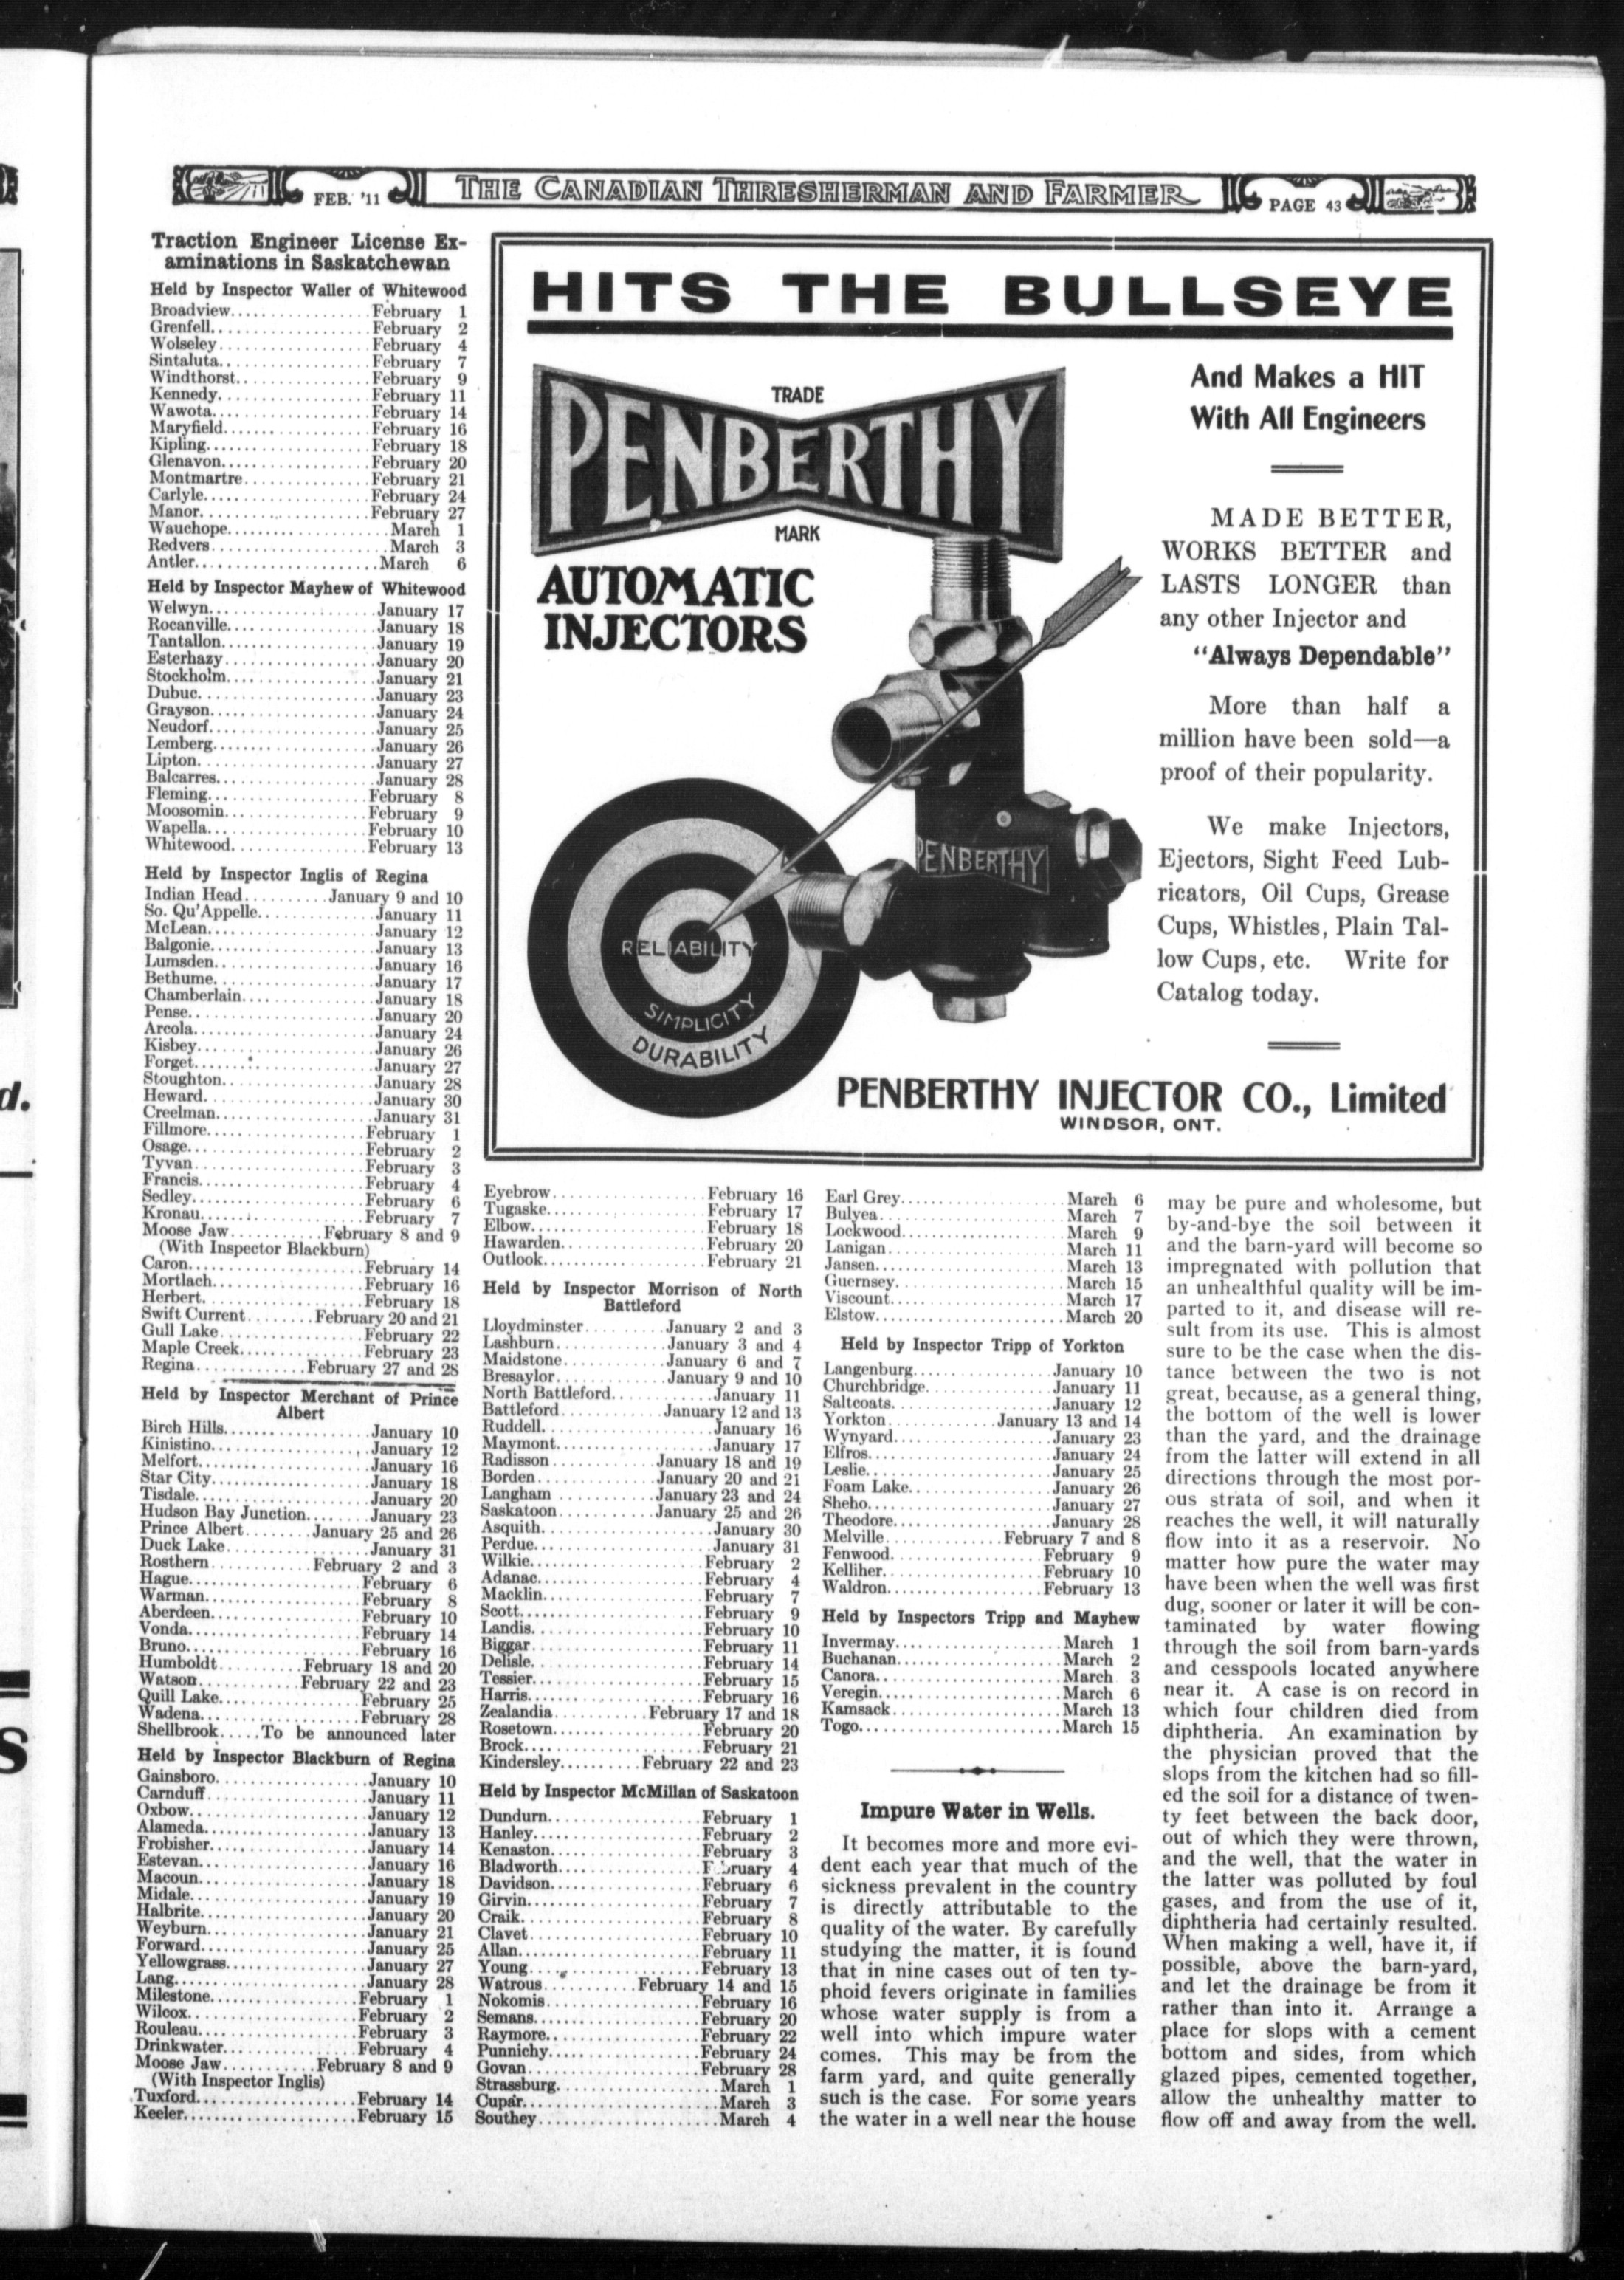 FEB. '11
THE CANADIAN THRESHERMAN AND FARMER
PAGE 43
Traction Engineer License Ex-
aminations in Saskatchewan
Held by Inspector Waller of Whitewood
Broadview................February 1
Grenfell................February 2
Wolseley................February 4
Sintaluta................February 7
Windthorst................February 9
Kennedy................February 11
Wawota................February 14
Maryfield................February 16
Kipling................February 18
Glenavon................February 20
Montmartre................February 21
Carlyle................February 24
Manor................February 27
Wauchope................March 1
Redvers................March 3
Antler................March 6
Held by Inspector Mayhew of Whitewood
Welwyn................January 17
Rocanville................January 18
Tantallon................January 19
Esterhazy................January 20
Stockholm................January 21
Dubuc................January 23
Grayson................January 24
Neudorf................January 25
Lemberg................January 26
Lipton................January 27
Balcarres................January 28
Fleming................February 8
Moosomin................February 9
Wapella................February 10
Whitewood................February 13
Held by Inspector Inglis of Regina
Indian Head..........January 9 and 10
So. Qu'Appelle................January 11
McLean................January 12
Balgonie................January 13
Lumsden................January 16
Bethume................January 17
Chamberlain................January 18
Pense................January 20
Arcola................January 24
Kisbey................January 26
Forget................January 27
Stoughton................January 28
Heward................January 30
Creelman................January 31
Fillmore................February 1
Osage................February 2
Tyvan................February 3
Francis................February 4
Sedley................February 6
Kronau................February 7
Moose Jaw..........February 8 and 9
(With Inspector Blackburn)
Caron................February 14
Mortlach................February 16
Herbert................February 18
Swift Current........February 20 and 21
Gull Lake................February 22
Maple Creek................February 23
Regina............February 27 and 28
Held by Inspector Merchant of Prince
Albert
Birch Hills................January 10
Kinistino................January 12
Melfort................January 16
Star City................January 18
Tisdale................January 20
Hudson Bay Junction.......January 23
Prince Albert.......January 25 and 26
Duck Lake................January 31
Rosthern..........February 2 and 3
Hague................February 6
Warman................February 8
Aberdeen................February 10
Vonda................February 14
Bruno................February 16
Humboldt..........February 18 and 20
Watson..........February 22 and 23
Quill Lake................February 25
Wadena................February 28
Shellbrook.....To be announced later
Held by Inspector Blackburn of Regina
Gainsboro................January 10
Carnduff................January 11
Oxbow................January 12
Alameda................January 13
Frobisher................January 14
Estevan................January 16
Macoun................January 18
Midale................January 19
Halbrite................January 20
Weyburn................January 21
Forward................January 25
Yellowgrass................January 27
Lang................January 28
Milestone................February 1
Wilcox................February 2
Rouleau................February 3
Drinkwater................February 4
Moose Jaw..........February 8 and 9
(With Inspector Inglis)
Tuxford................February 14
Keeler................February 15
HITS THE BULLSEYE
TRADE
PENBERTHY
MARK
AUTOMATIC
INJECTORS
PENBERTHY
RELIABILITY
SIMPLICITY
DURABILITY
And Makes a HIT
With All Engineers
MADE BETTER,
WORKS BETTER and
LASTS LONGER than
any other Injector and
"Always Dependable"
More than half a
million have been sold—a
proof of their popularity.
We make Injectors,
Ejectors, Sight Feed Lub-
ricators, Oil Cups, Grease
Cups, Whistles, Plain Tal-
low Cups, etc. Write for
Catalog today.
PENBERTHY INJECTOR CO., Limited
WINDSOR, ONT.
Eyebrow................February 16
Tugaske................February 17
Elbow................February 18
Hawarden................February 20
Outlook................February 21
Held by Inspector Morrison of North
Battleford
Lloydminster.........January 2 and 3
Lashburn.........January 3 and 4
Maidstone.........January 6 and 7
Bresaylor.........January 9 and 10
North Battleford...........January 11
Battleford...........January 12 and 13
Ruddell................January 16
Maymont................January 17
Radisson...........January 18 and 19
Borden...........January 20 and 21
Langham...........January 23 and 24
Saskatoon...........January 25 and 26
Asquith................January 30
Perdue................January 31
Wilkie................February 2
Adanac................February 4
Macklin................February 7
Scott................February 9
Landis................February 10
Biggar................February 11
Delisle................February 14
Tessier................February 15
Harris................February 16
Zealandia..........February 17 and 18
Rosetown................February 20
Brock................February 21
Kindersley.........February 22 and 23
Held by Inspector McMillan of Saskatoon
Dundurn................February 1
Hanley................February 2
Kenaston................February 3
Bladworth................F bruary 4
Davidson................February 6
Girvin................February 7
Craik................February 8
Clavet................February 10
Allan................February 11
Young................February 13
Watrous..........February 14 and 15
Nokomis................February 16
Semans................February 20
Raymore................February 22
Punnichy................February 24
Govan................February 28
Strassburg................March 1
Cupar................March 3
Southey................March 4
Earl Grey................March 6
Bulyea................March 7
Lockwood................March 9
Lanigan................March 11
Jansen................March 13
Guernsey................March 15
Viscount................March 17
Elstow................March 20
Held by Inspector Tripp of Yorkton
Langenburg................January 10
Churchbridge................January 11
Saltcoats................January 12
Yorkton............January 13 and 14
Wynyard................January 23
Elfros................January 24
Leslie................January 25
Foam Lake................January 26
Sheho................January 27
Theodore................January 28
Melville............February 7 and 8
Fenwood................February 9
Kelliher................February 10
Waldron................February 13
Held by Inspectors Tripp and Mayhew
Invermay................March 1
Buchanan................March 2
Canora................March 3
Veregin................March 6
Kamsack................March 13
Togo................March 15
Impure Water in Wells.
It becomes more and more evi-
dent each year that much of the
sickness prevalent in the country
is directly attributable to the
quality of the water. By carefully
studying the matter, it is found
that in nine cases out of ten ty-
phoid fevers originate in families
whose water supply is from a
well into which impure water
comes. This may be from the
farm yard, and quite generally
such is the case. For some years
the water in a well near the house
may be pure and wholesome, but
by-and-bye the soil between it
and the barn-yard will become so
impregnated with pollution that
an unhealthful quality will be im-
parted to it, and disease will re-
sult from its use. This is almost
sure to be the case when the dis-
tance between the two is not
great, because, as a general thing,
the bottom of the well is lower
than the yard, and the drainage
from the latter will extend in all
directions through the most por-
ous strata of soil, and when it
reaches the well, it will naturally
flow into it as a reservoir. No
matter how pure the water may
have been when the well was first
dug, sooner or later it will be con-
taminated by water flowing
through the soil from barn-yards
and cesspools located anywhere
near it. A case is on record in
which four children died from
diphtheria. An examination by
the physician proved that the
slops from the kitchen had so fill-
ed the soil for a distance of twen-
ty feet between the back door,
out of which they were thrown,
and the well, that the water in
the latter was polluted by foul
gases, and from the use of it,
diphtheria had certainly resulted.
When making a well, have it, if
possible, above the barn-yard,
and let the drainage be from it
rather than into it. Arrange a
place for slops with a cement
bottom and sides, from which
glazed pipes, cemented together,
allow the unhealthy matter to
flow off and away from the well.